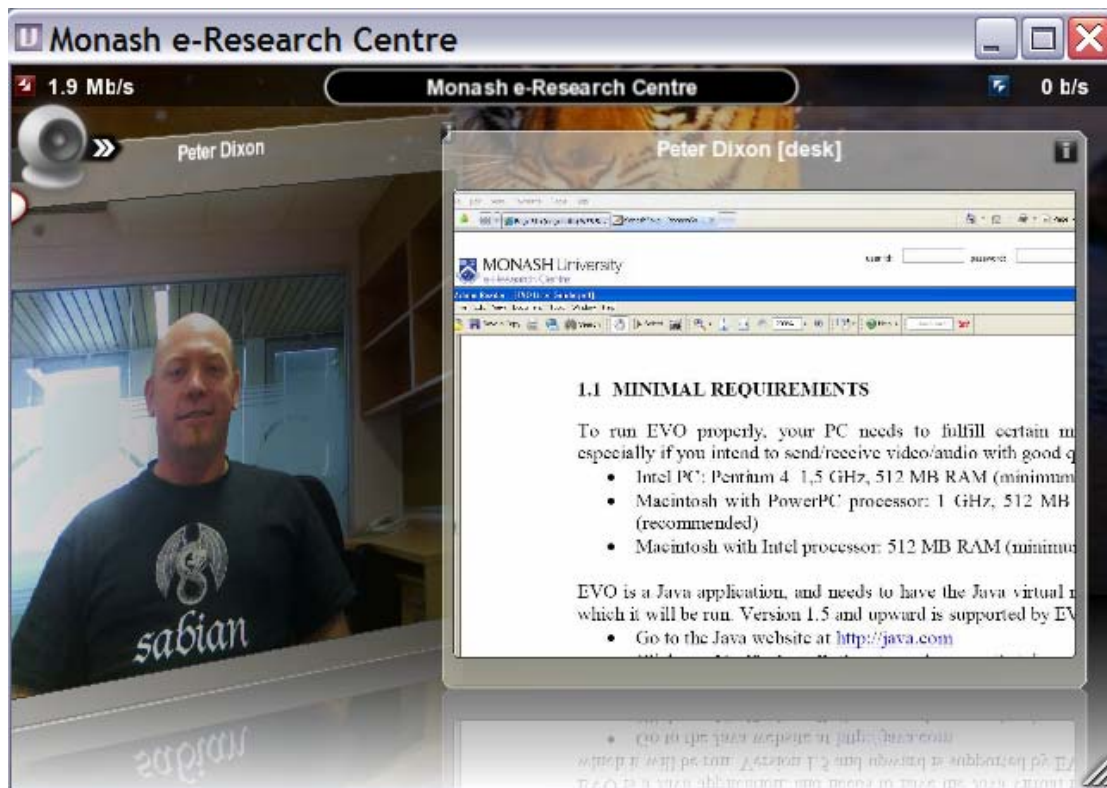 Monash e-Research Centre
1.9 Mb/s
Monash e-Research Centre
0 b/s
Peter Dixon
Peter Dixon [desk]
i
MONASH University
e-Research Centre
user id:
password:
1.1 MINIMAL REQUIREMENTS
To run EVO properly, your PC needs to fulfill certain m
especially if you intend to send/receive video/audio with good q
• Intel PC: Pentium 4 1,5 GHz, 512 MB RAM (minimum
• Macintosh with PowerPC processor: 1 GHz, 512 MB
(recommended)
• Macintosh with Intel processor: 512 MB RAM (minimu
EVO is a Java application, and needs to have the Java virtual
which it will be run. Version 1.5 and upward is supported by EV
• Go to the Java website at http://java.com
sabian